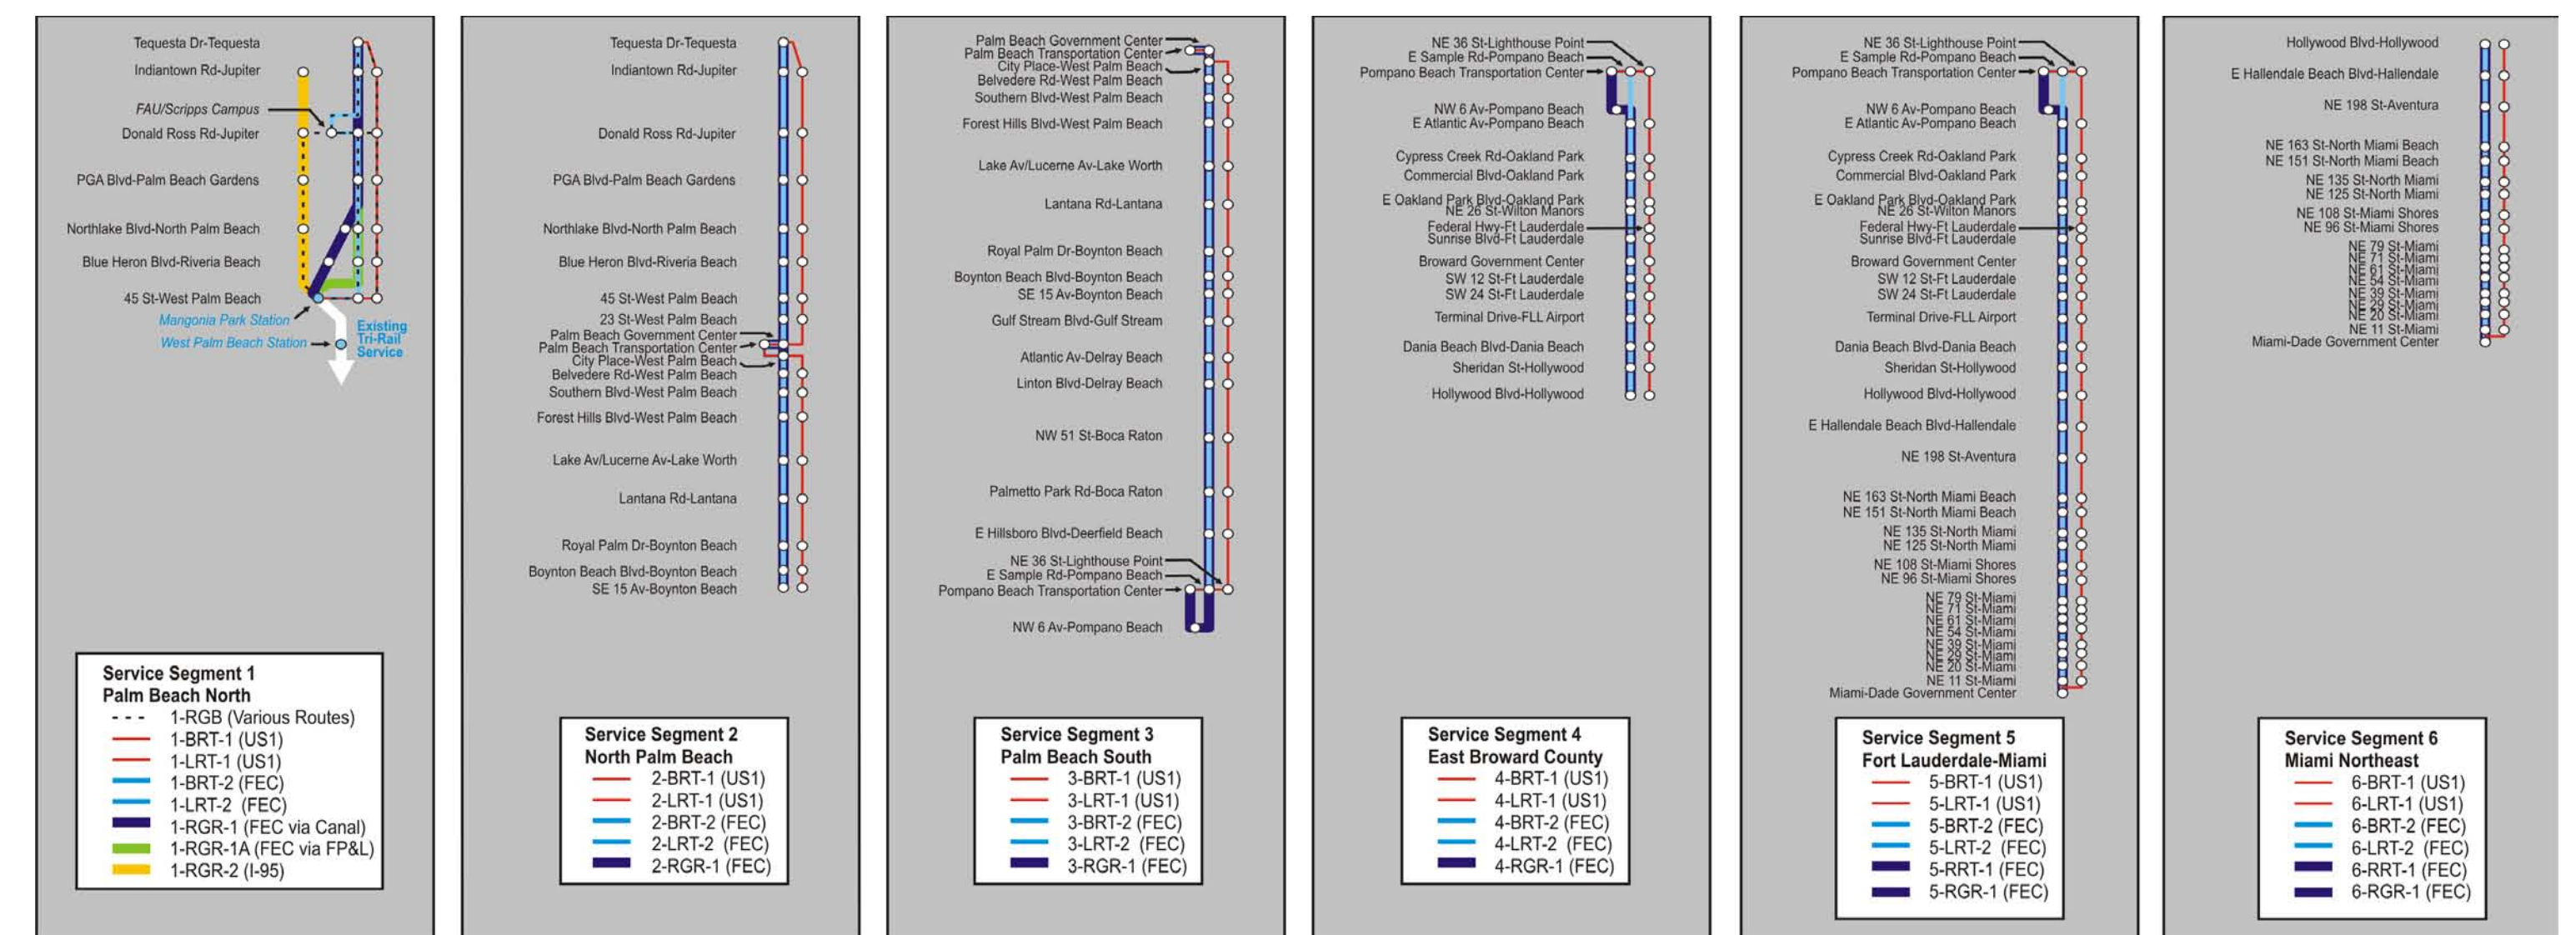 Tequesta Dr-Tequesta
Indiantown Rd-Jupiter
FAU/Scripps Campus
Donald Ross Rd-Jupiter
PGA Blvd-Palm Beach Gardens
Northlake Blvd-North Palm Beach
Blue Heron Blvd-Riveria Beach
45 St-West Palm Beach
Mangonia Park Station
West Palm Beach Station
Existing
Tri-Rail
Service
Service Segment 1
Palm Beach North
1-RGB (Various Routes)
1-BRT-1 (US1)
1-LRT-1 (US1)
1-BRT-2 (FEC)
1-LRT-2 (FEC)
1-RGR-1 (FEC via Canal)
1-RGR-1A (FEC via FP&L)
1-RGR-2 (I-95)
Tequesta Dr-Tequesta
Indiantown Rd-Jupiter
Donald Ross Rd-Jupiter
PGA Blvd-Palm Beach Gardens
Northlake Blvd-North Palm Beach
Blue Heron Blvd-Riveria Beach
45 St-West Palm Beach
23 St-West Palm Beach
Palm Beach Government Center
Palm Beach Transportation Center
City Place-West Palm Beach
Belvedere Rd-West Palm Beach
Southern Blvd-West Palm Beach
Forest Hills Blvd-West Palm Beach
Lake Av/Lucerne Av-Lake Worth
Lantana Rd-Lantana
Royal Palm Dr-Boynton Beach
Boynton Beach Blvd-Boynton Beach
SE 15 Av-Boynton Beach
Service Segment 2
North Palm Beach
2-BRT-1 (US1)
2-LRT-1 (US1)
2-BRT-2 (FEC)
2-LRT-2 (FEC)
2-RGR-1 (FEC)
Palm Beach Government Center
Palm Beach Transportation Center
City Place-West Palm Beach
Belvedere Rd-West Palm Beach
Southern Blvd-West Palm Beach
Forest Hills Blvd-West Palm Beach
Lake Av/Lucerne Av-Lake Worth
Lantana Rd-Lantana
Royal Palm Dr-Boynton Beach
Boynton Beach Blvd-Boynton Beach
SE 15 Av-Boynton Beach
Gulf Stream Blvd-Gulf Stream
Atlantic Av-Delray Beach
Linton Blvd-Delray Beach
NW 51 St-Boca Raton
Palmetto Park Rd-Boca Raton
E Hillsboro Blvd-Deerfield Beach
NE 36 St-Lighthouse Point
E Sample Rd-Pompano Beach
Pompano Beach Transportation Center
NW 6 Av-Pompano Beach
Service Segment 3
Palm Beach South
3-BRT-1 (US1)
3-LRT-1 (US1)
3-BRT-2 (FEC)
3-LRT-2 (FEC)
3-RGR-1 (FEC)
NE 36 St-Lighthouse Point
E Sample Rd-Pompano Beach
Pompano Beach Transportation Center
NW 6 Av-Pompano Beach
E Atlantic Av-Pompano Beach
Cypress Creek Rd-Oakland Park
Commercial Blvd-Oakland Park
E Oakland Park Blvd-Oakland Park
NE 26 St-Wilton Manors
Federal Hwy-Ft Lauderdale
Sunrise Blvd-Ft Lauderdale
Broward Government Center
SW 12 St-Ft Lauderdale
SW 24 St-Ft Lauderdale
Terminal Drive-FLL Airport
Dania Beach Blvd-Dania Beach
Sheridan St-Hollywood
Hollywood Blvd-Hollywood
Service Segment 4
East Broward County
4-BRT-1 (US1)
4-LRT-1 (US1)
4-BRT-2 (FEC)
4-LRT-2 (FEC)
4-RGR-1 (FEC)
NE 36 St-Lighthouse Point
E Sample Rd-Pompano Beach
Pompano Beach Transportation Center
NW 6 Av-Pompano Beach
E Atlantic Av-Pompano Beach
Cypress Creek Rd-Oakland Park
Commercial Blvd-Oakland Park
E Oakland Park Blvd-Oakland Park
NE 26 St-Wilton Manors
Federal Hwy-Ft Lauderdale
Sunrise Blvd-Ft Lauderdale
Broward Government Center
SW 12 St-Ft Lauderdale
SW 24 St-Ft Lauderdale
Terminal Drive-FLL Airport
Dania Beach Blvd-Dania Beach
Sheridan St-Hollywood
Hollywood Blvd-Hollywood
E Hallendale Beach Blvd-Hallendale
NE 198 St-Aventura
NE 163 St-North Miami Beach
NE 151 St-North Miami Beach
NE 135 St-North Miami
NE 125 St-North Miami
NE 108 St-Miami Shores
NE 96 St-Miami Shores
NE 79 St-Miami
NE 71 St-Miami
NE 61 St-Miami
NE 54 St-Miami
NE 39 St-Miami
NE 29 St-Miami
NE 20 St-Miami
NE 11 St-Miami
Miami-Dade Government Center
Service Segment 5
Fort Lauderdale-Miami
5-BRT-1 (US1)
5-LRT-1 (US1)
5-BRT-2 (FEC)
5-LRT-2 (FEC)
5-RRT-1 (FEC)
5-RGR-1 (FEC)
Hollywood Blvd-Hollywood
E Hallendale Beach Blvd-Hallendale
NE 198 St-Aventura
NE 163 St-North Miami Beach
NE 151 St-North Miami Beach
NE 135 St-North Miami
NE 125 St-North Miami
NE 108 St-Miami Shores
NE 96 St-Miami Shores
NE 79 St-Miami
NE 71 St-Miami
NE 61 St-Miami
NE 54 St-Miami
NE 39 St-Miami
NE 29 St-Miami
NE 20 St-Miami
NE 11 St-Miami
Miami-Dade Government Center
Service Segment 6
Miami Northeast
6-BRT-1 (US1)
6-LRT-1 (US1)
6-BRT-2 (FEC)
6-LRT-2 (FEC)
6-RRT-1 (FEC)
6-RGR-1 (FEC)